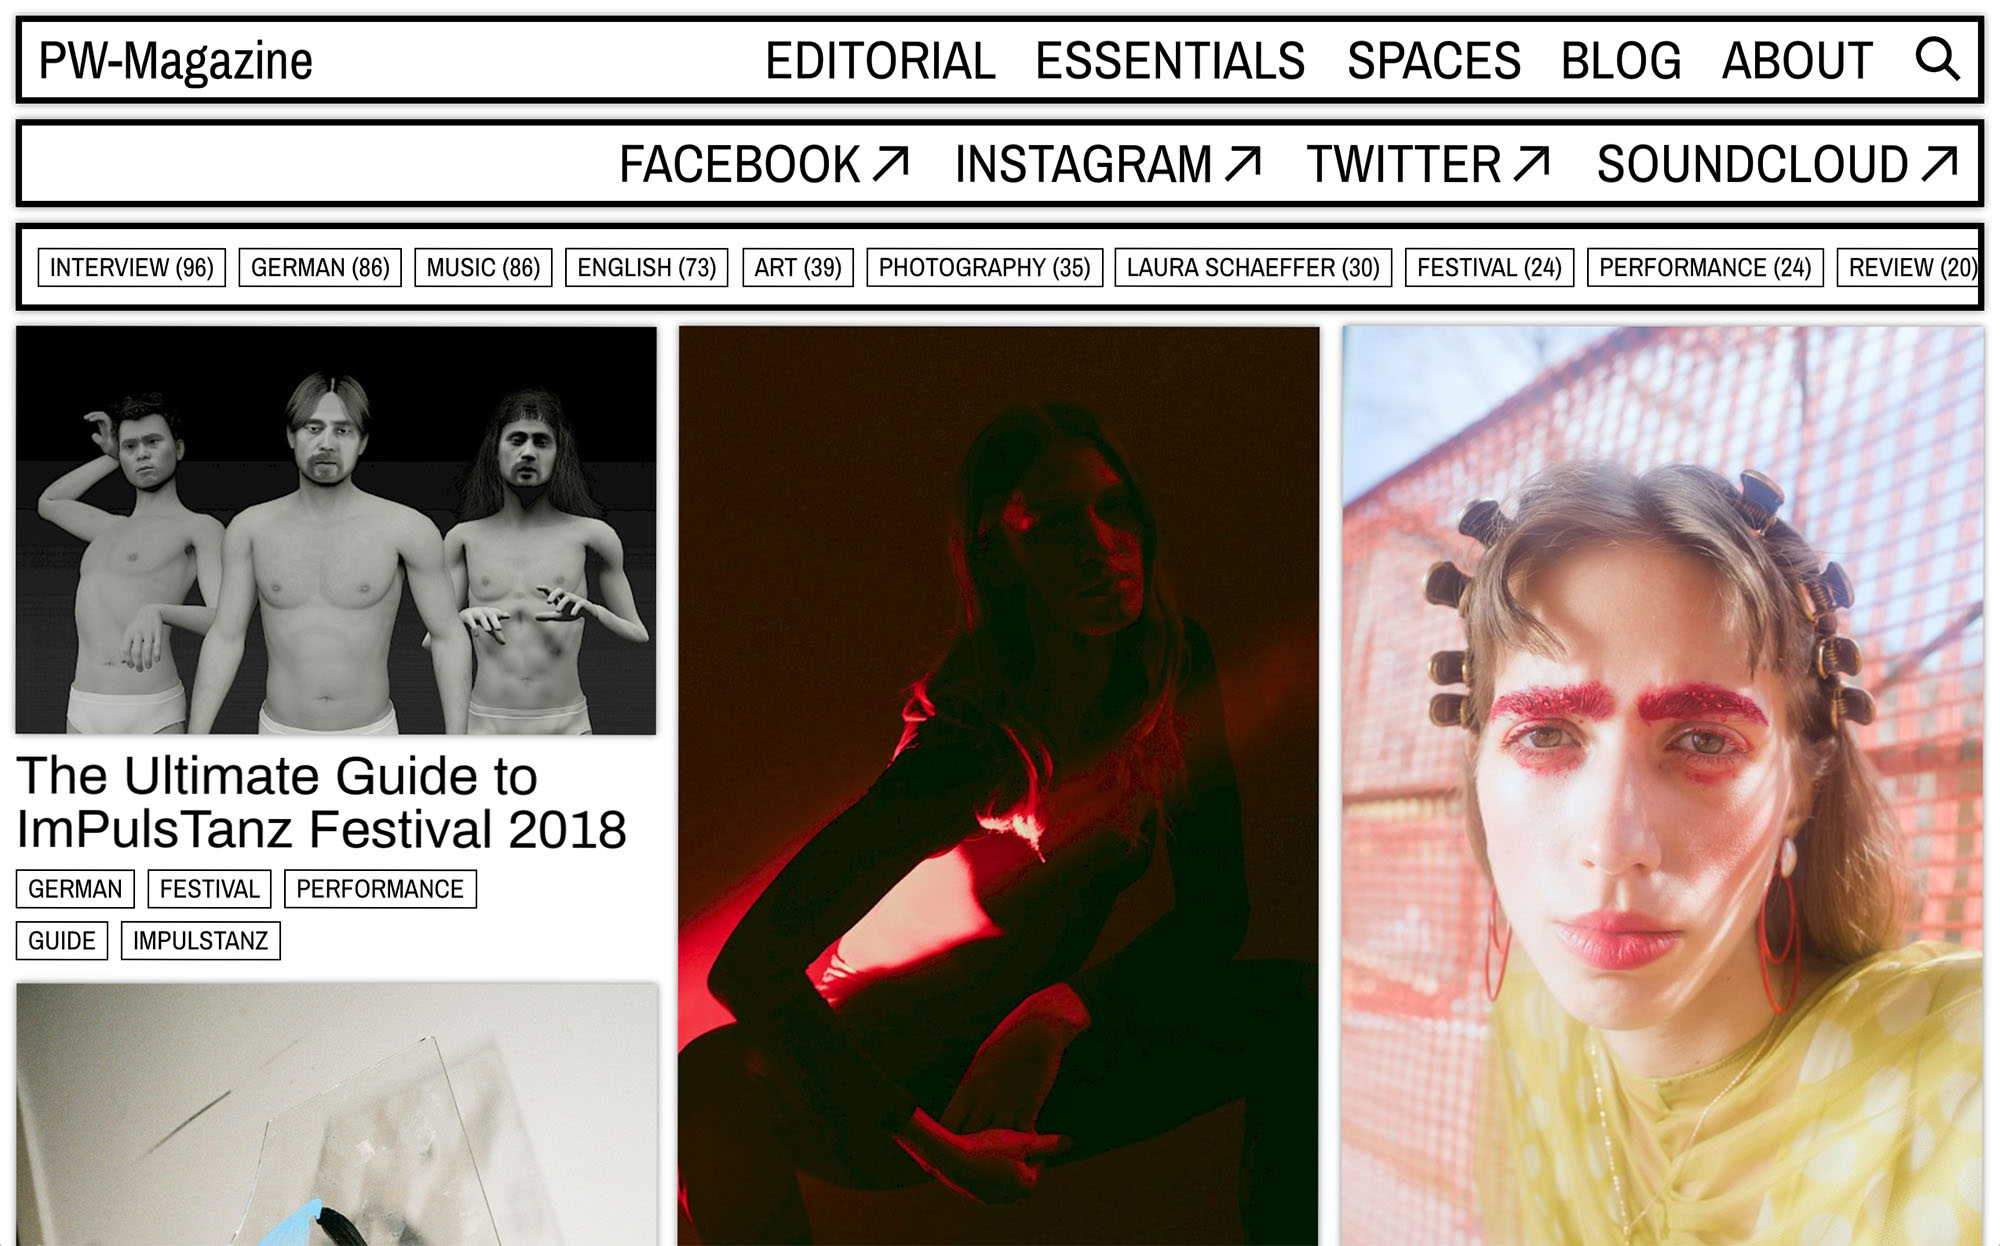 PW-Magazine EDITORIAL ESSENTIALS SPACES BLOG ABOUT
FACEBOOK INSTAGRAM TWITTER SOUNDCLOUD
INTERVIEW (96) GERMAN (86) MUSIC (86) ENGLISH (73) ART (39) PHOTOGRAPHY (35) LAURA SCHAEFFER (30) FESTIVAL (24) PERFORMANCE (24) REVIEW (20)
The Ultimate Guide to
ImPulsTanz Festival 2018
GERMAN FESTIVAL PERFORMANCE
GUIDE IMPULSTANZ